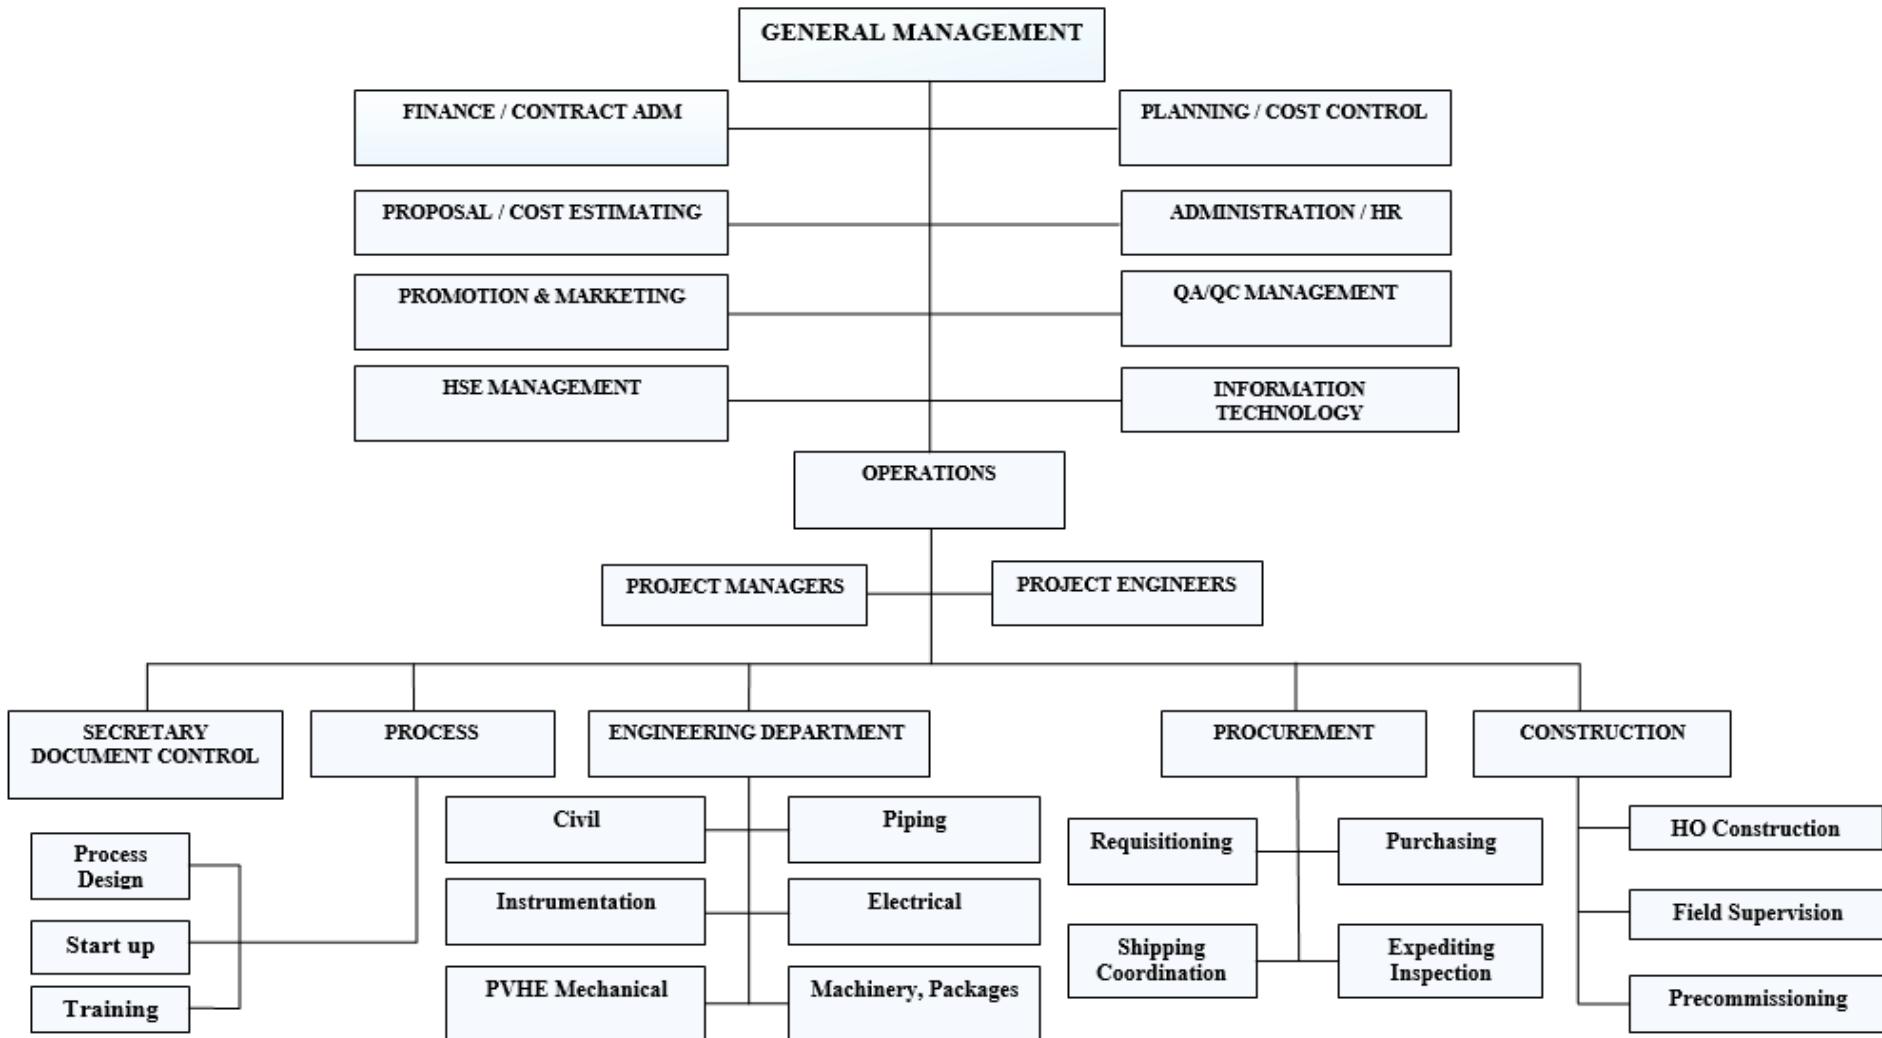 GENERAL MANAGEMENT
FINANCE / CONTRACT ADM
PLANNING / COST CONTROL
PROPOSAL / COST ESTIMATING
ADMINISTRATION / HR
PROMOTION & MARKETING
QA/QC MANAGEMENT
HSE MANAGEMENT
INFORMATION
TECHNOLOGY
OPERATIONS
PROJECT MANAGERS
PROJECT ENGINEERS
SECRETARY
DOCUMENT CONTROL
PROCESS
ENGINEERING DEPARTMENT
PROCUREMENT
CONSTRUCTION
Process
Design
Start up
Training
Civil
Piping
Instrumentation
Electrical
PVHE Mechanical
Machinery, Packages
Requisitioning
Purchasing
Shipping
Coordination
Expediting
Inspection
HO Construction
Field Supervision
Precommissioning